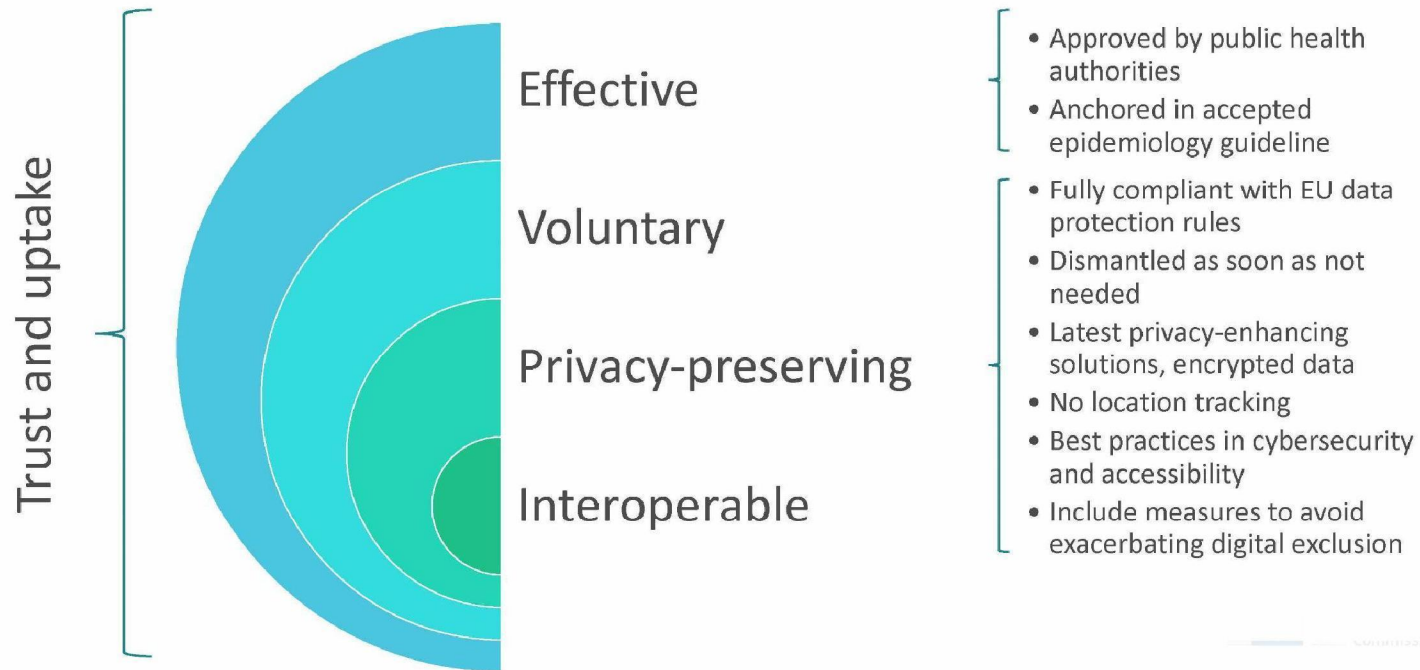 Trust and uptake
Effective
Voluntary
Privacy-preserving
Interoperable
• Approved by public health
authorities
• Anchored in accepted
epidemiology guideline
• Fully compliant with EU data
protection rules
• Dismantled as soon as not
needed
• Latest privacy-enhancing
solutions, encrypted data
• No location tracking
• Best practices in cybersecurity
and accessibility
• Include measures to avoid
exacerbating digital exclusion